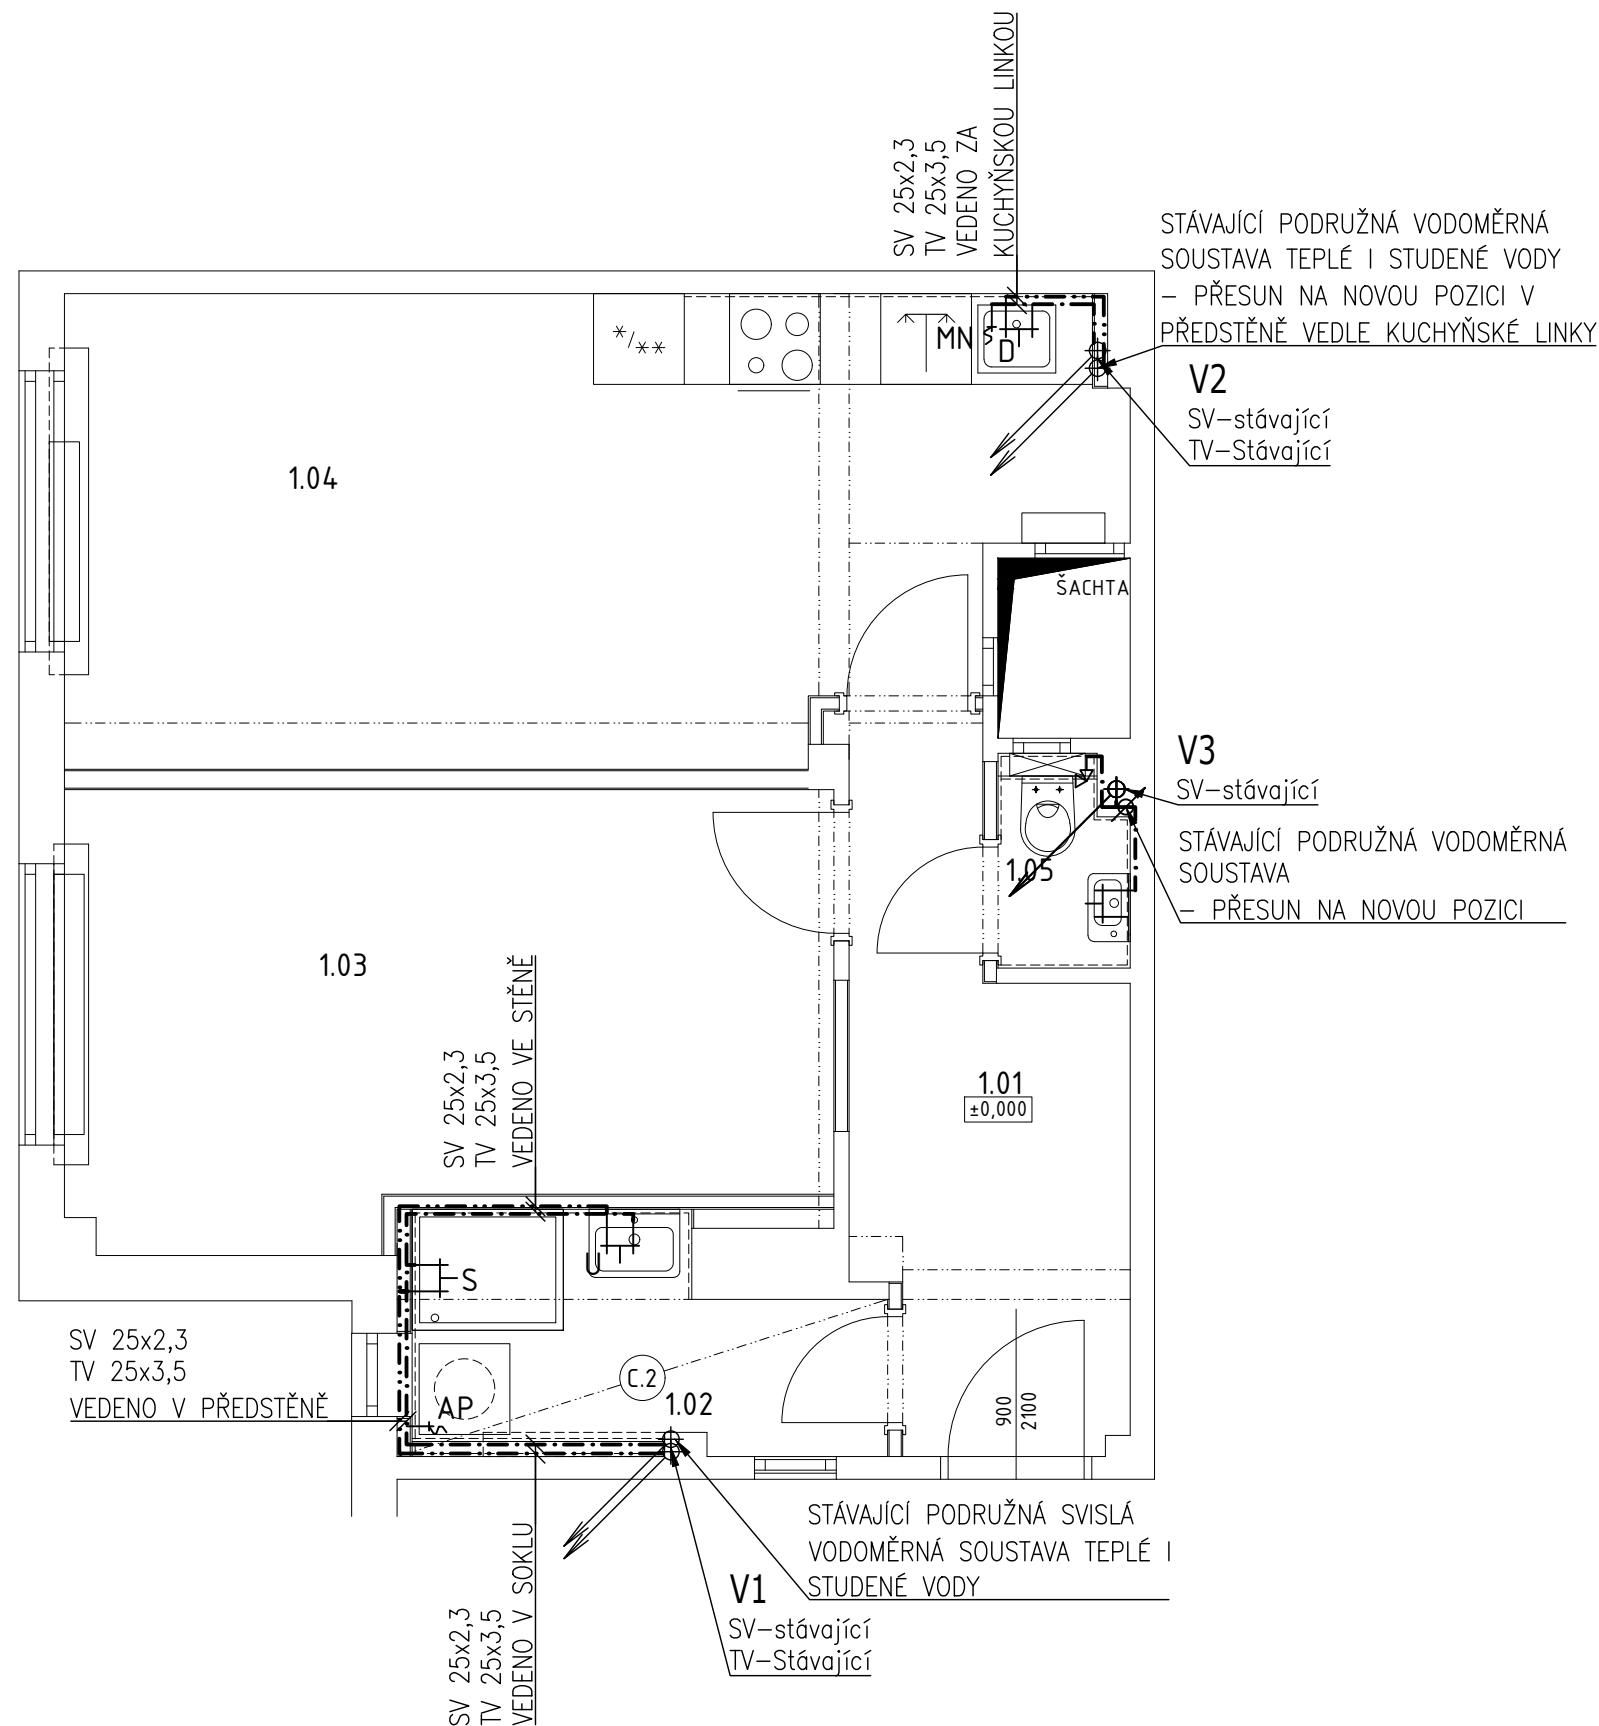 SV 25x2,3
TV 25x3,5
VEDENO ZA
KUCHYŇSKOU LINKOU
STÁVAJÍCÍ PODRUŽNÁ VODOMĚRNÁ
SOUSTAVA TEPLÉ I STUDENÉ VODY
– PŘESUN NA NOVOU POZICI V
PŘEDSTĚNĚ VEDLE KUCHYŇSKÉ LINKY
*/**
MN
D
V2
SV–stávající
TV–Stávající
1.04
ŠACHTA
V3
SV–stávající
STÁVAJÍCÍ PODRUŽNÁ VODOMĚRNÁ
SOUSTAVA
– PŘESUN NA NOVOU POZICI
1.05
1.03
SV 25x2,3
TV 25x3,5
VEDENO VE STĚNĚ
1.01
±0,000
U
S
SV 25x2,3
TV 25x3,5
VEDENO V PŘEDSTĚNĚ
C.2
AP
1.02
900
2100
SV 25x2,3
TV 25x3,5
VEDENO V SOKLU
STÁVAJÍCÍ PODRUŽNÁ SVISLÁ
VODOMĚRNÁ SOUSTAVA TEPLÉ I
STUDENÉ VODY
V1
SV–stávající
TV–Stávající